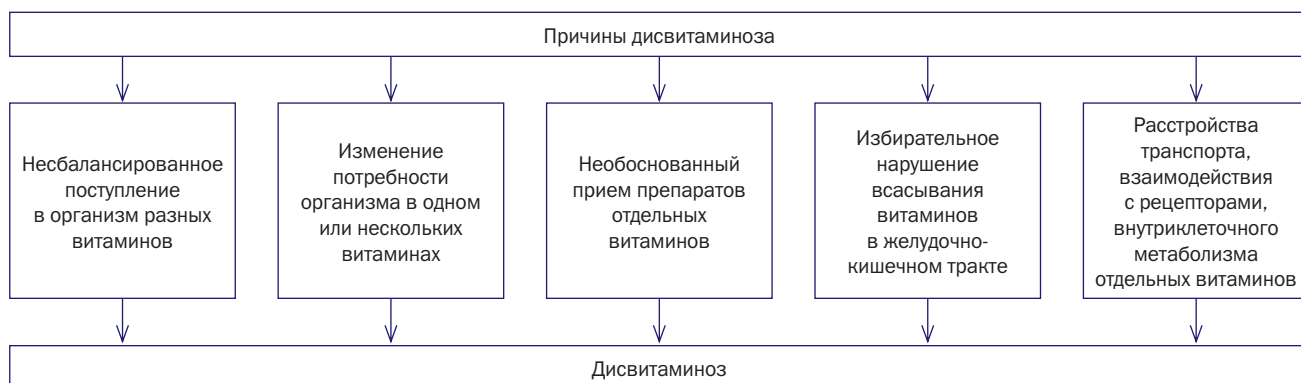 Причины дисвитаминоза
Несбалансированное
поступление
в организм разных
витаминов
Изменение
потребности
организма в одном
или нескольких
витаминах
Необоснованный
прием препаратов
отдельных
витаминов
Избирательное
нарушение
всасывания
витаминов
в желудочно-
кишечном тракте
Расстройства
транспорта,
взаимодействия
с рецепторами,
внутриклеточного
метаболизма
отдельных витаминов
Дисвитаминоз